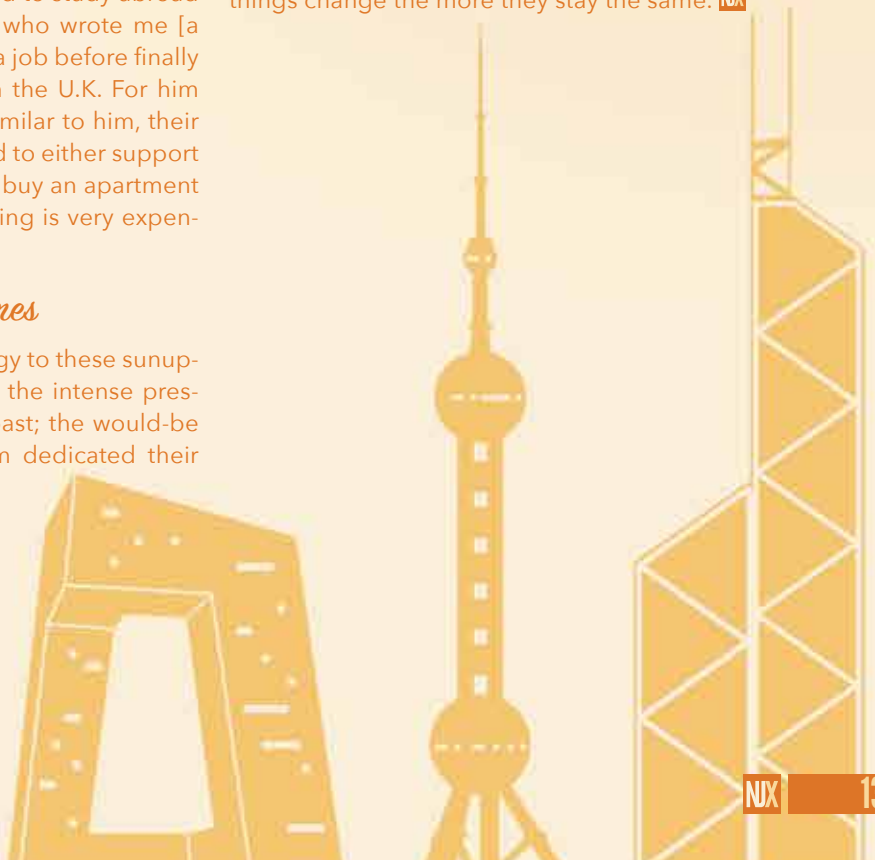 who wrote me [a
a job before finally
the U.K. For him
milar to him, their
d to either support
buy an apartment
ing is very expen-
nes
gy to these sunup-
the intense pres-
ast; the would-be
m dedicated their
things change the more they stay the same. NJX
NJX 13